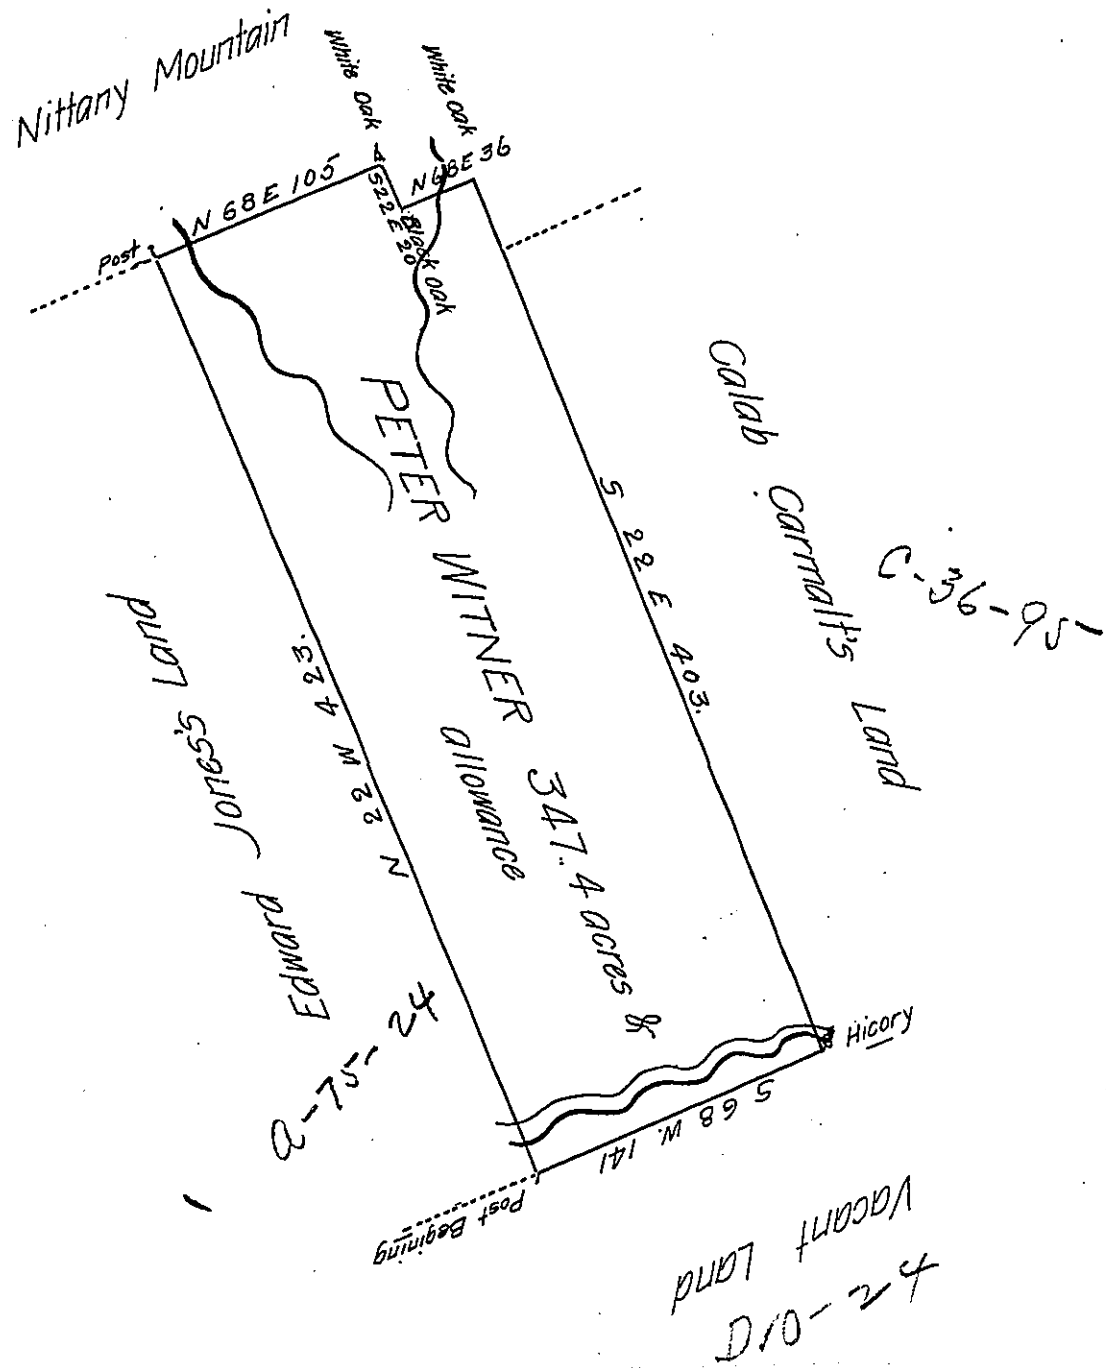 Nittany Mountain
White oak
White oak
N 68 E 105
S 22 E 20
N 68 E 36
Post
Black oak
PETER WITNER 347.4 acres &
allowance
Calab Carmalt's Land
C-36-95
S 22 E 403.
Edward Jones's Land
N 22 W 423.
a-75-24
Hicory
S 68 W. 141
Post Begining
Vacant Land